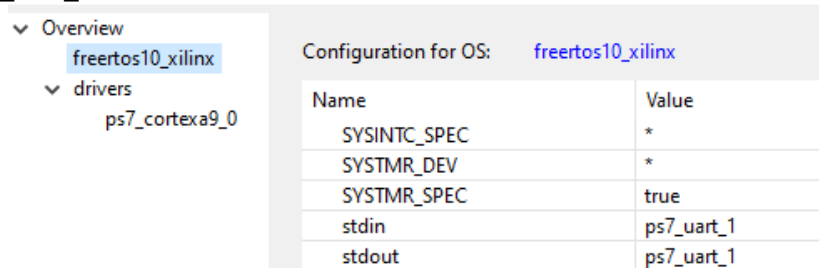 Overview
freertos10_xilinx
drivers
ps7_cortexa9_0
Configuration for OS: freertos10_xilinx
Name Value
SYSINTC_SPEC *
SYSTMR_DEV *
SYSTMR_SPEC true
stdin ps7_uart_1
stdout ps7_uart_1